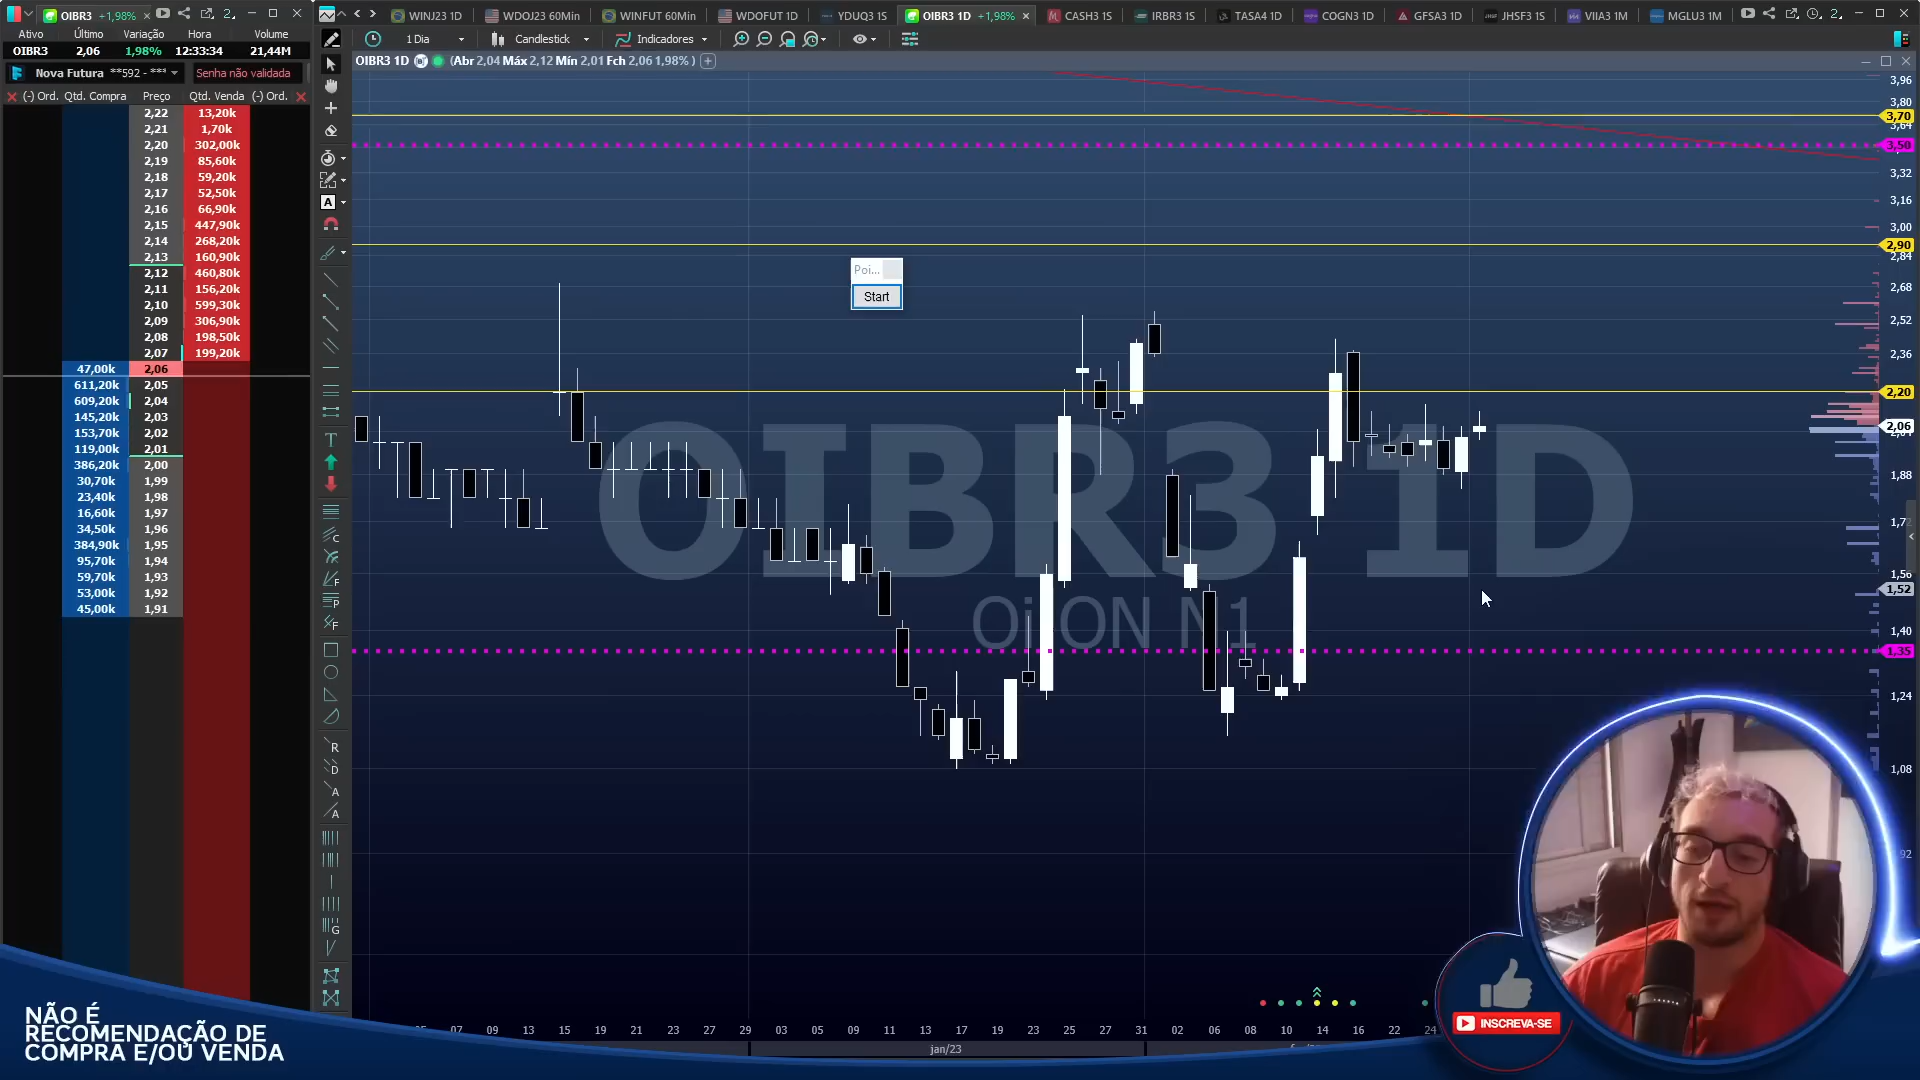 OIBR3 +1,98%
2.
Ativo Último Variação Hora Volume
OIBR3 2,06 1,98% 12:33:34 21,44M
Nova Futura **592 - *** Senha não validada
(-) Ord. Qtd. Compra Preço Qtd. Venda (-) Ord.
2,22 13,20k
2,21 1,70k
2,20 302,00k
2,19 85,60k
2,18 59,20k
2,17 52,50k
2,16 66,90k
2,15 447,90k
2,14 268,20k
2,13 160,90k
2,12 460,80k
2,11 156,20k
2,10 599,30k
2,09 306,90k
2,08 198,50k
2,07 199,20k
47,00k 2,06
611,20k 2,05
609,20k 2,04
145,20k 2,03
153,70k 2,02
119,00k 2,01
386,20k 2,00
30,70k 1,99
23,40k 1,98
16,60k 1,97
34,50k 1,96
384,90k 1,95
95,70k 1,94
59,70k 1,93
53,00k 1,92
45,00k 1,91
WINJ23 1D WDOJ23 60Min WINFUT 60Min WDOFUT 1D YDUQ3 1S OIBR3 1D +1,98% CASH3 1S IRBR3 1S TASA4 1D COGN3 1D GFSA3 1D JHSF3 1S VIIA3 1M MGLU3 1M 2.
1 Dia Candlestick Indicadores
OIBR3 1D (Abr 2,04 Máx 2,12 Mín 2,01 Fch 2,06 1,98% )
Poi...
Start
OIBR3 1D
Oi ON N1
3,96
3,80
3,70
3,64
3,50
3,32
3,16
3,00
2,90
2,84
2,68
2,52
2,36
2,20
2,06
1,88
1,72
1,56
1,52
1,40
1,35
1,24
1,08
07 09 13 15 19 21 23 27 29 03 05 09 11 13 17 19 23 25 27 31 02 06 08 10 14 16 22 24
jan/23
NÃO É
RECOMENDAÇÃO DE
COMPRA E/OU VENDA
INSCREVA-SE